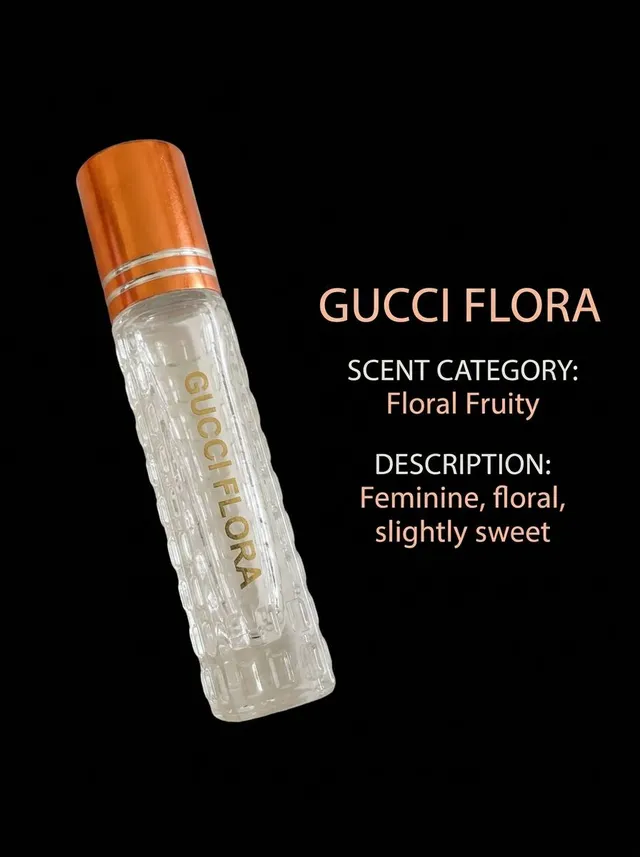 GUCCI FLORA
GUCCI FLORA
SCENT CATEGORY:
Floral Fruity
DESCRIPTION:
Feminine, floral,
slightly sweet